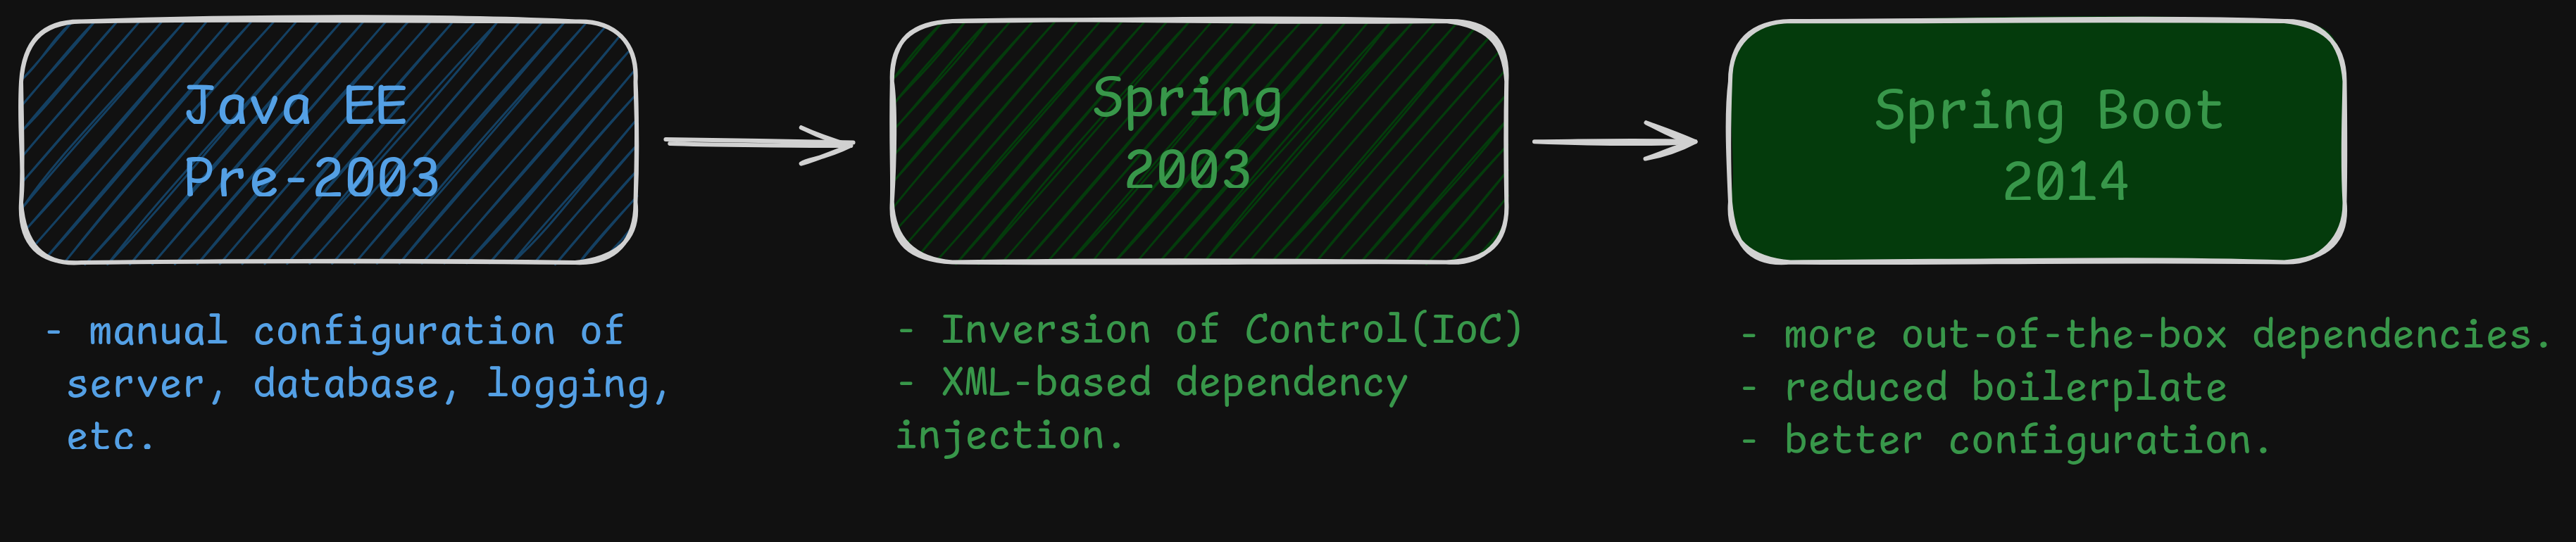 Java EE
Pre-2003
Spring
2003
Spring Boot
2014
- manual configuration of
server, database, logging,
etc.
- Inversion of Control(IoC)
- XML-based dependency
injection.
- more out-of-the-box dependencies.
- reduced boilerplate
- better configuration.